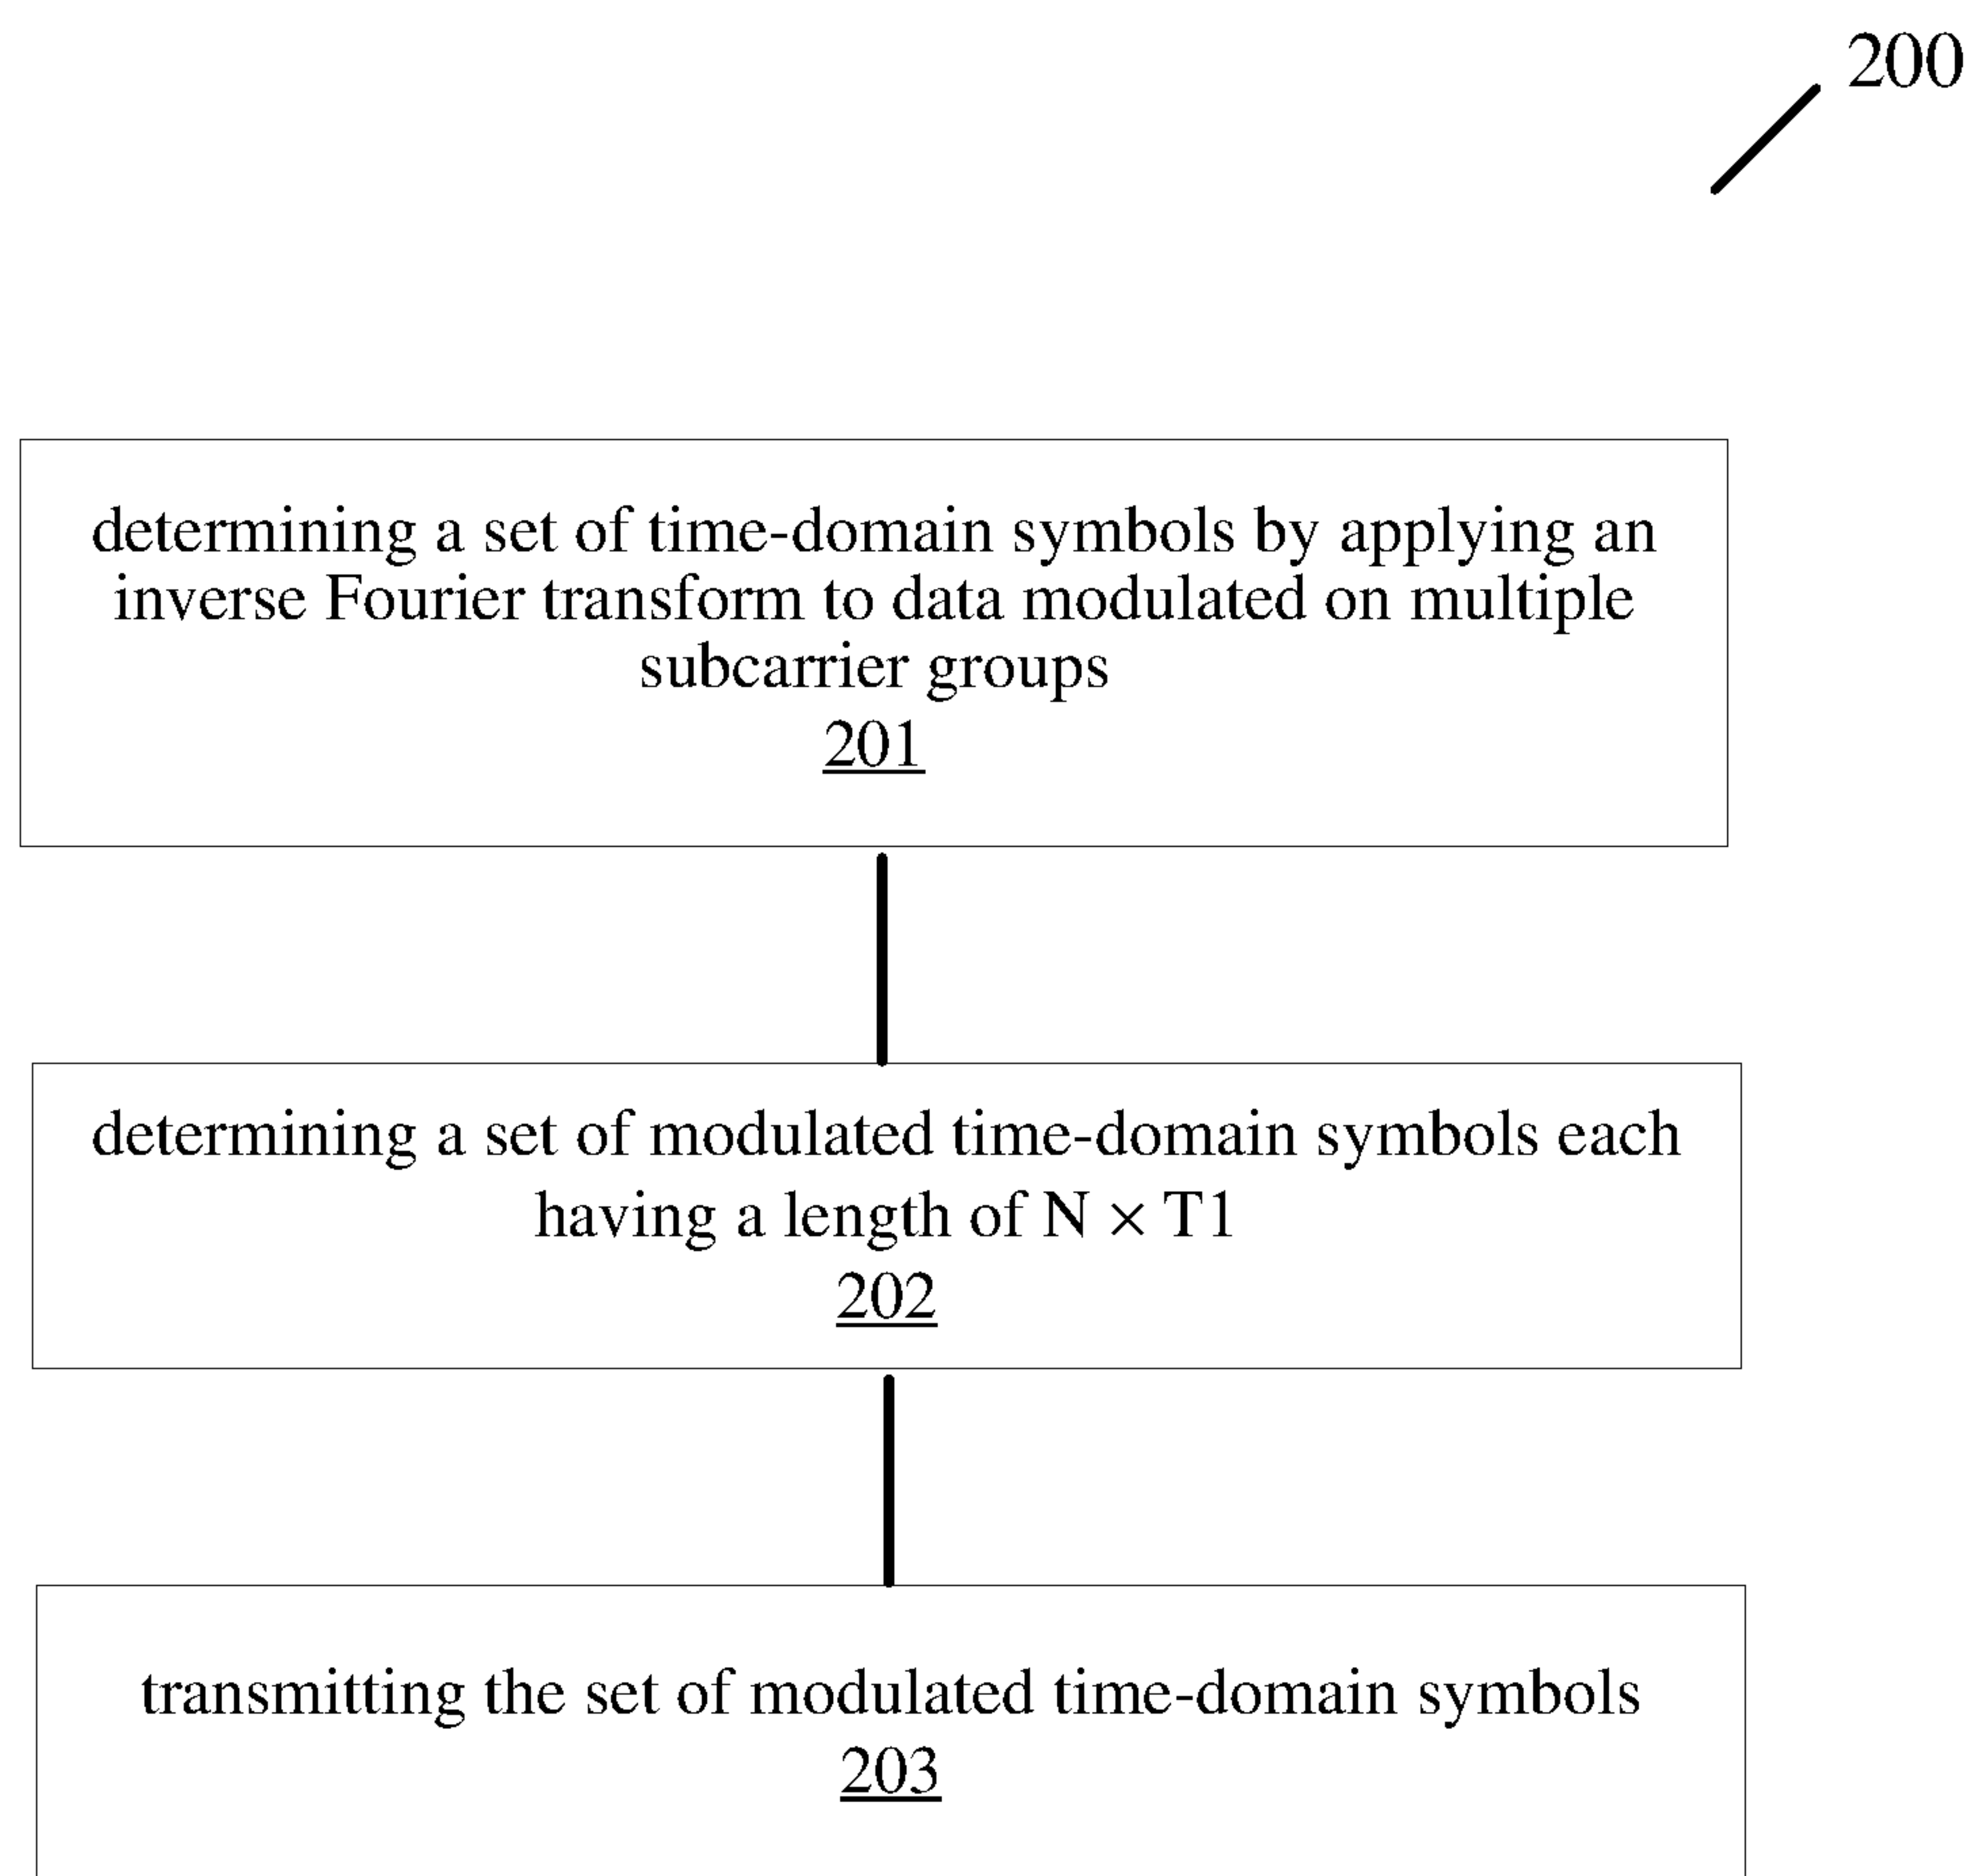 200
determining a set of time-domain symbols by applying an
inverse Fourier transform to data modulated on multiple
subcarrier groups
201
determining a set of modulated time-domain symbols each
having a length of N × T1
202
transmitting the set of modulated time-domain symbols
203